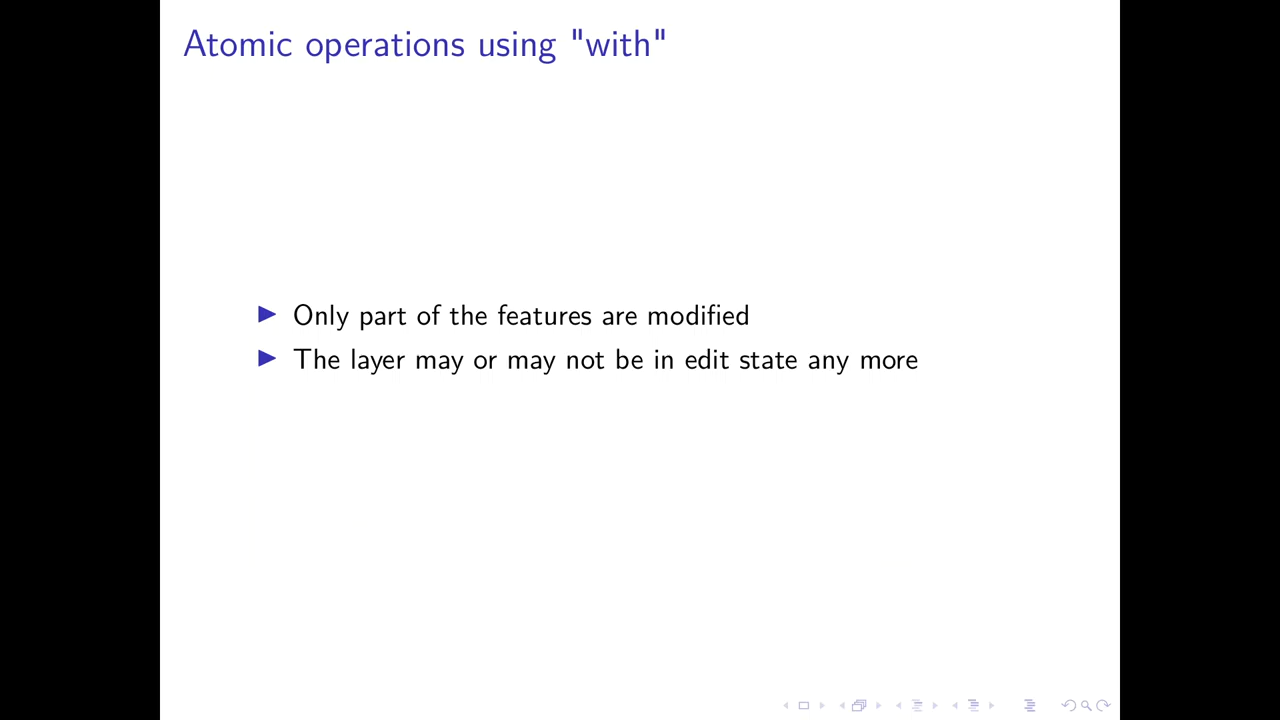 Atomic operations using "with"
Only part of the features are modified
The layer may or may not be in edit state any more